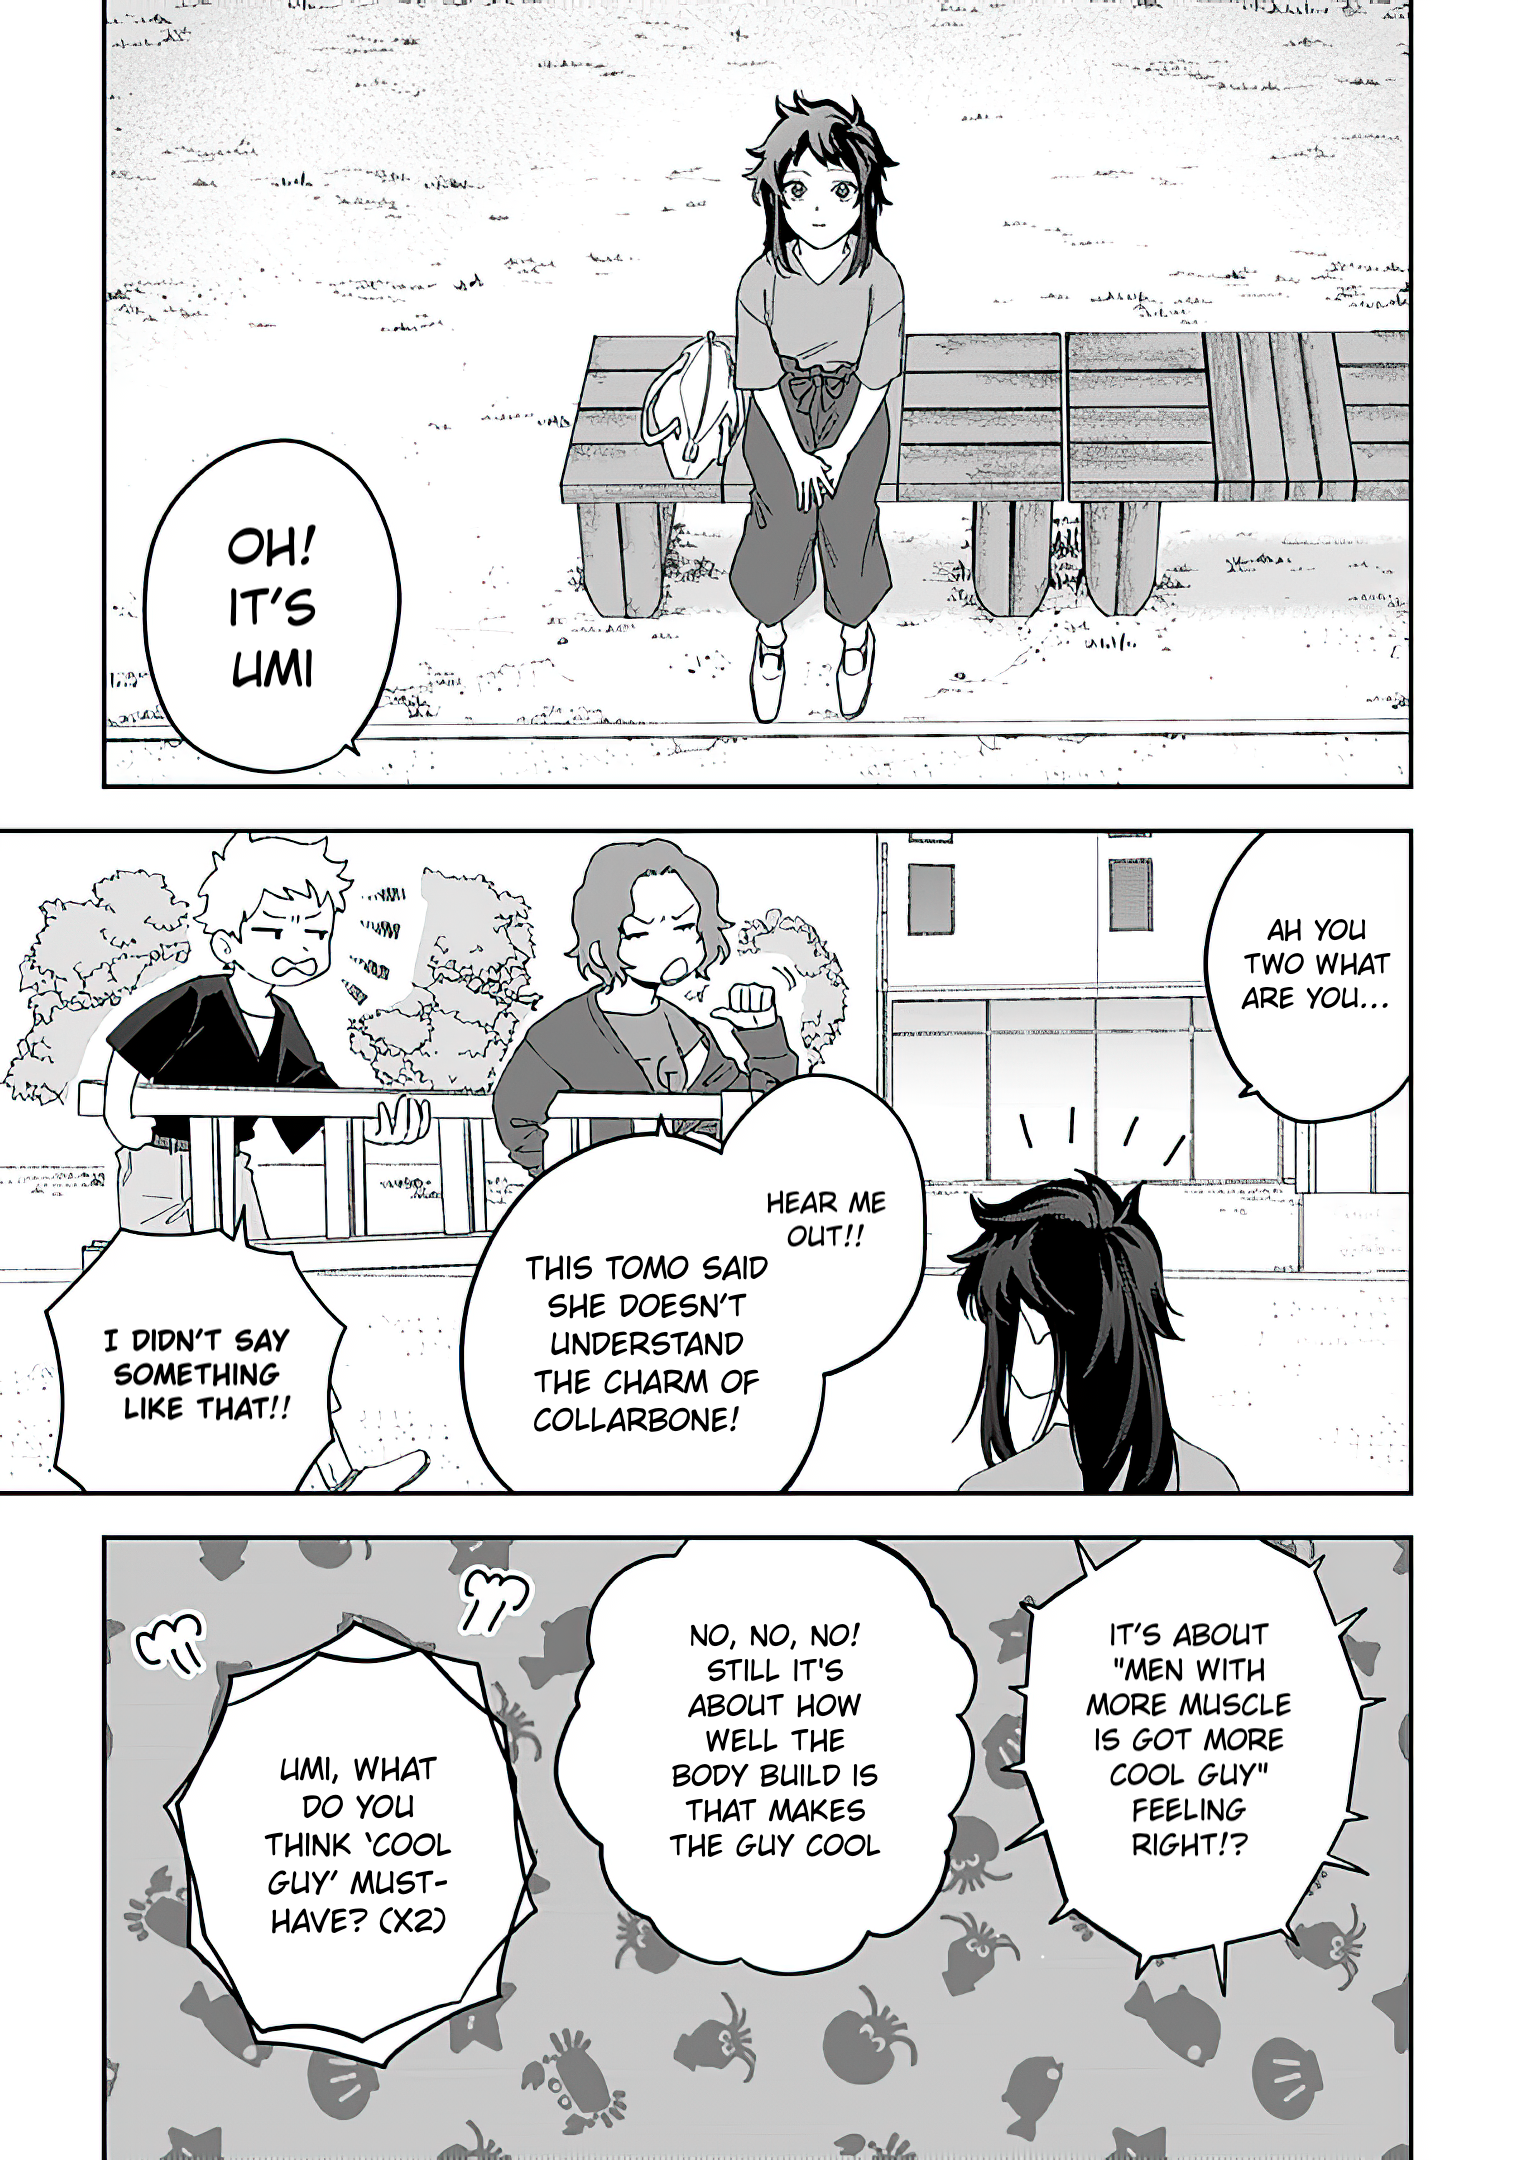 OH!
IT'S
UMI
AH YOU
TWO WHAT
ARE YOU...
HEAR ME
OUT!!
THIS TOMO SAID
SHE DOESN'T
UNDERSTAND
THE CHARM OF
COLLARBONE!
I DIDN'T SAY
SOMETHING
LIKE THAT!!
IT'S ABOUT
"MEN WITH
MORE MUSCLE
IS GOT MORE
COOL GUY"
FEELING
RIGHT!?
NO, NO, NO!
STILL IT'S
ABOUT HOW
WELL THE
BODY BUILD IS
THAT MAKES
THE GUY COOL
UMI, WHAT
DO YOU
THINK 'COOL
GUY' MUST-
HAVE? (X2)